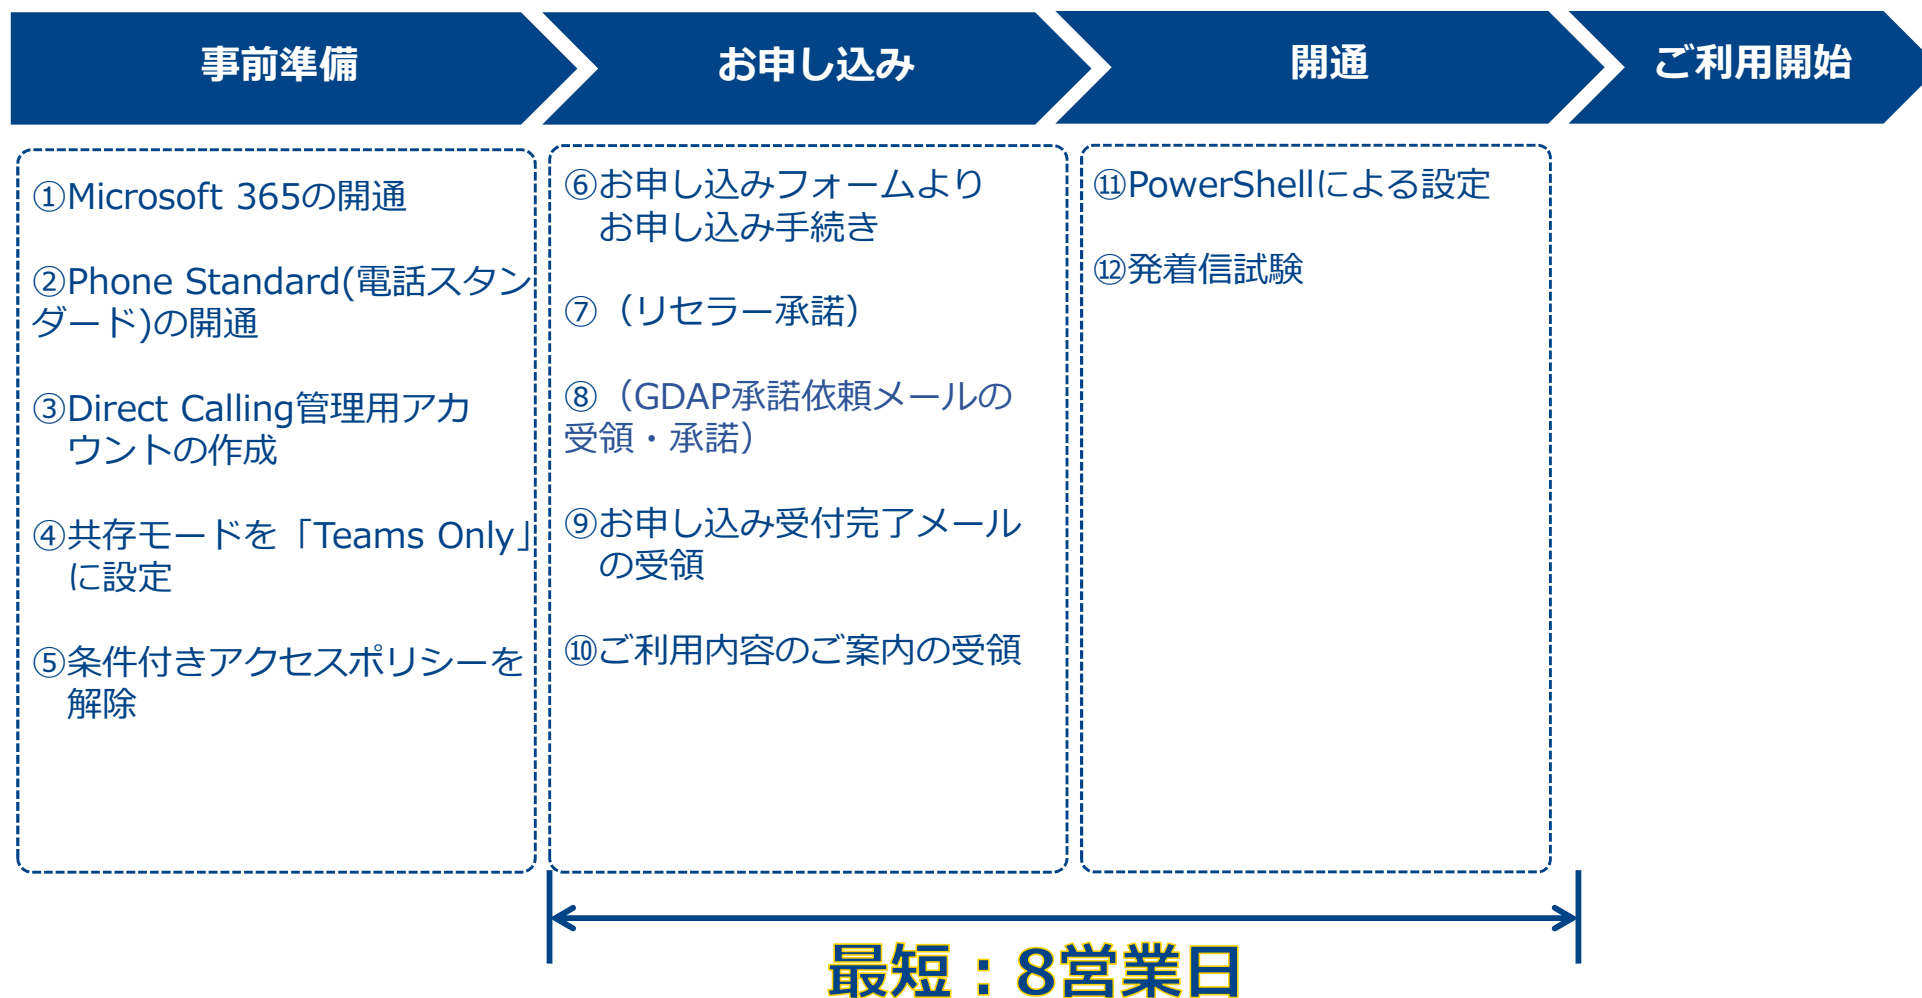 事前準備
お申し込み
開通
ご利用開始
①Microsoft 365の開通
②Phone Standard(電話スタン
ダード)の開通
③Direct Calling管理用アカ
ウントの作成
④共存モードを「Teams Only」
に設定
⑤条件付きアクセスポリシーを
解除
⑥お申し込みフォームより
お申し込み手続き
⑦（リセラー承諾）
⑧（GDAP承諾依頼メールの
受領・承諾）
⑨お申し込み受付完了メール
の受領
⑩ご利用内容のご案内の受領
⑪PowerShellによる設定
⑫発着信試験
最短：8営業日